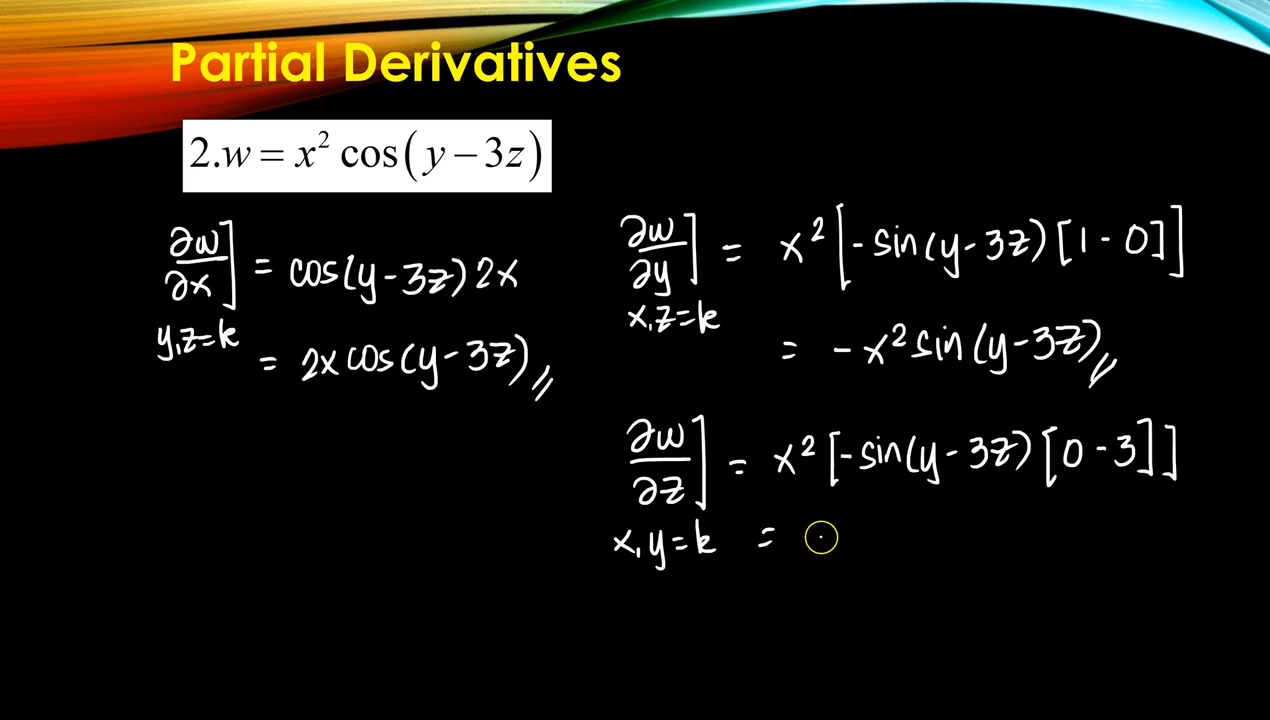 Partial Derivatives
2. w = x² cos(y − 3z)
∂w/∂x] = cos(y - 3z) 2x
y, z = k
= 2x cos(y - 3z)//
∂w/∂y] = x² [- sin(y - 3z) [1 - 0]]
x, z = k
= - x² sin(y - 3z)//
∂w/∂z] = x² [- sin(y - 3z) [0 - 3]]
x, y = k =